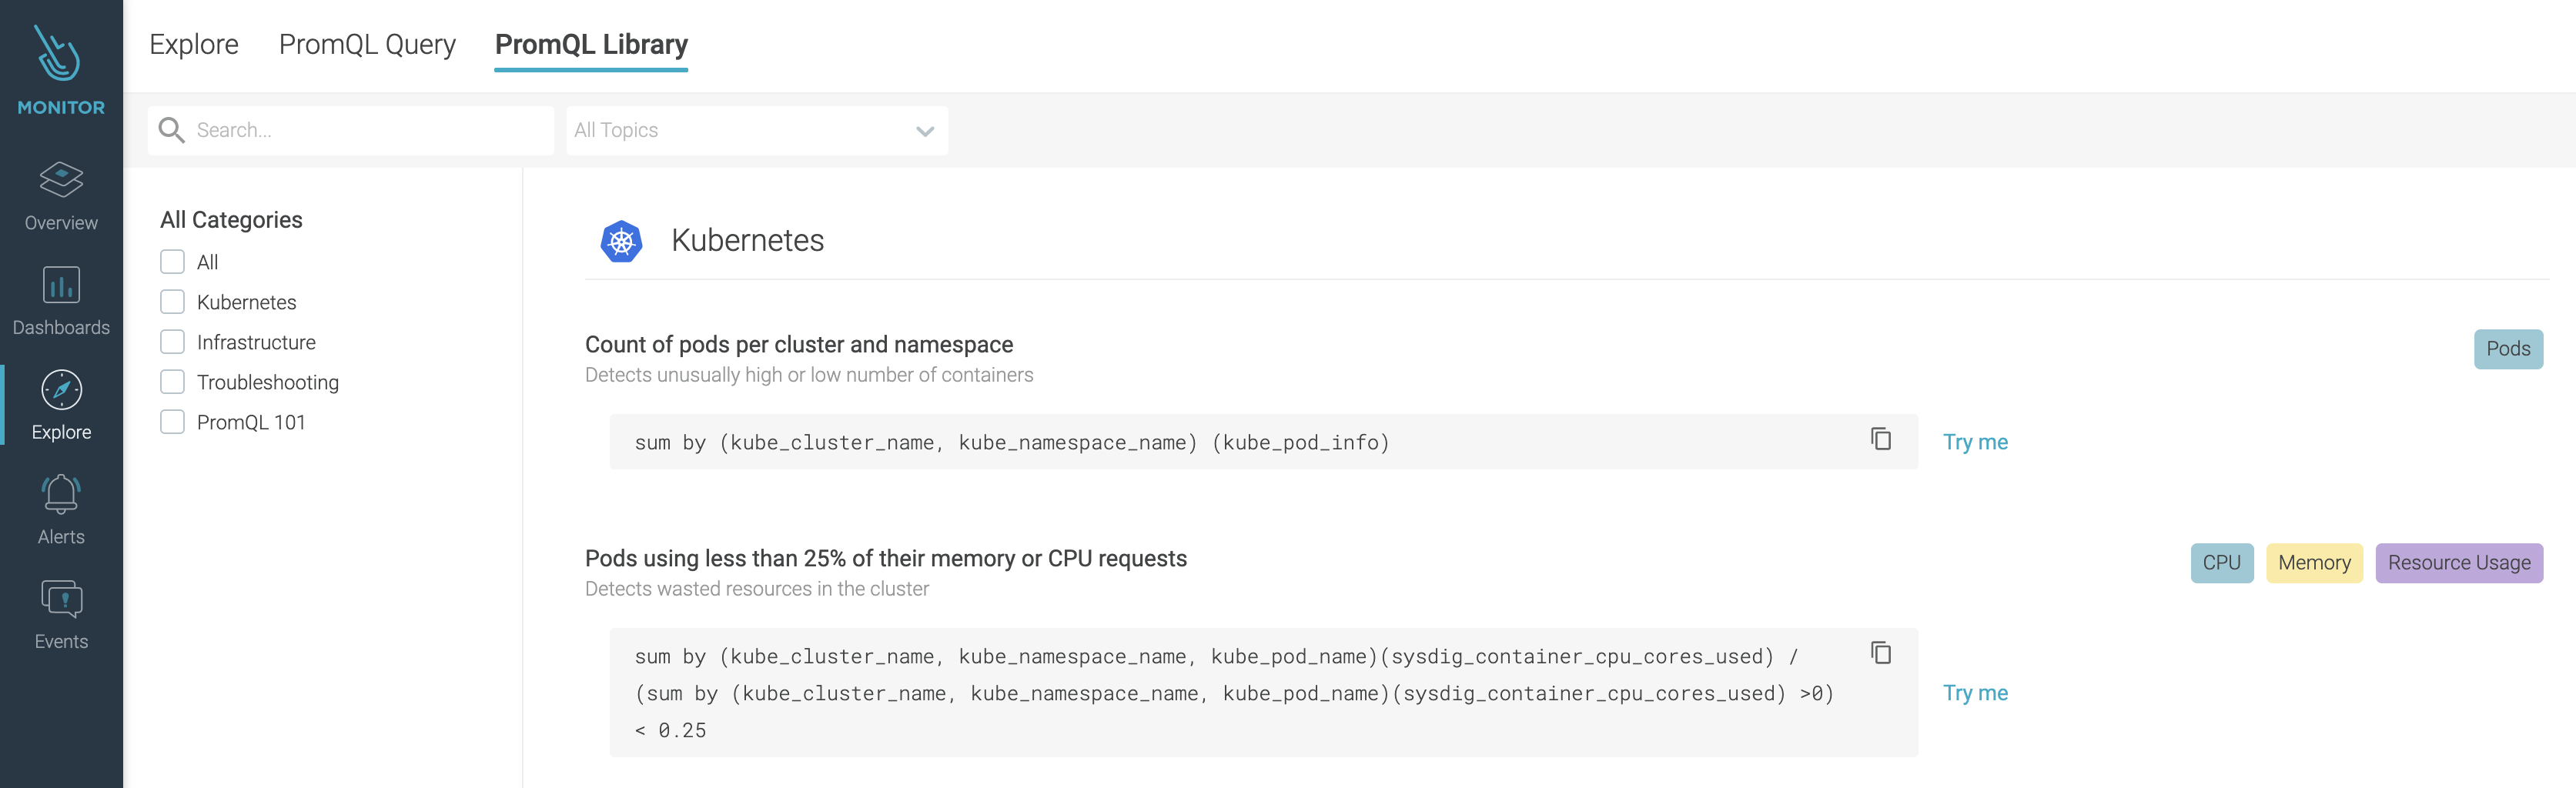 MONITOR
Overview
Dashboards
Explore
Alerts
Events
Explore PromQL Query PromQL Library
Search... All Topics
All Categories
All
Kubernetes
Infrastructure
Troubleshooting
PromQL 101
Kubernetes
Count of pods per cluster and namespace Pods
Detects unusually high or low number of containers
sum by (kube_cluster_name, kube_namespace_name) (kube_pod_info) Try me
Pods using less than 25% of their memory or CPU requests CPU Memory Resource Usage
Detects wasted resources in the cluster
sum by (kube_cluster_name, kube_namespace_name, kube_pod_name)(sysdig_container_cpu_cores_used) /
(sum by (kube_cluster_name, kube_namespace_name, kube_pod_name)(sysdig_container_cpu_cores_used) >0) Try me
< 0.25